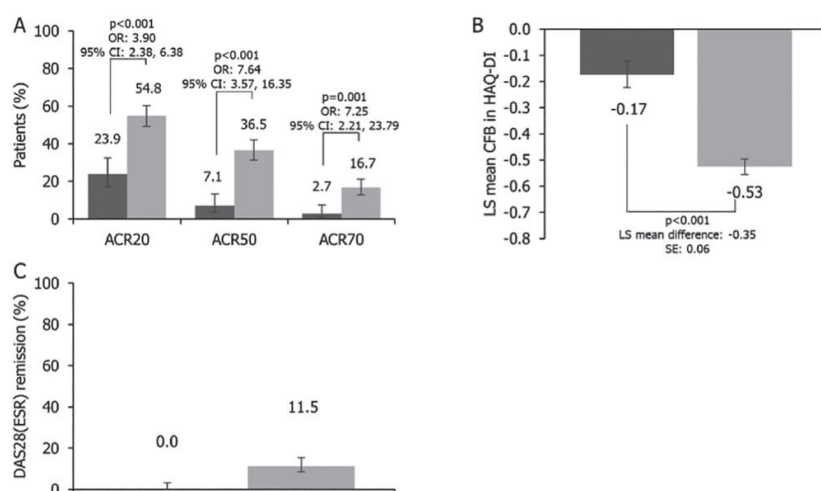 A
100
80
60
40
20
0
Patients (%)
p<0.001
OR: 3.90
95% CI: 2.38, 6.38
23.9
54.8
p<0.001
OR: 7.64
95% CI: 3.57, 16.35
7.1
36.5
p=0.001
OR: 7.25
95% CI: 2.21, 23.79
2.7
16.7
ACR20
ACR50
ACR70
B
0.0
-0.1
-0.2
-0.3
-0.4
-0.5
-0.6
-0.7
-0.8
LS mean CFB in HAQ-DI
-0.17
-0.53
p<0.001
LS mean difference: -0.35
SE: 0.06
C
100
80
60
40
20
0
DAS28(ESR) remission (%)
0.0
11.5